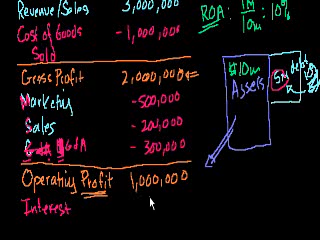 Revenue/Sales 3,000,000
Cost of Goods Sold - 1,000,000
Gross Profit 2,000,000
Marketing -500,000
Sales - 200,000
G&A - 300,000
Operating Profit 1,000,000
Interest
ROA: 1m / 10m : 10%
$10m Assets
5m debt